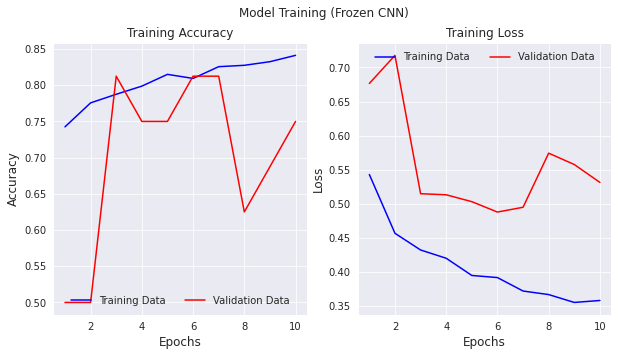 Model Training (Frozen CNN)
Training Accuracy
0.85
0.80
0.75
0.70
0.65
0.60
0.55
0.50
Accuracy
Training Data
Validation Data
2
4
6
8
10
Epochs
Training Loss
Training Data
Validation Data
0.70
0.65
0.60
0.55
0.50
0.45
0.40
0.35
Loss
2
4
6
8
10
Epochs